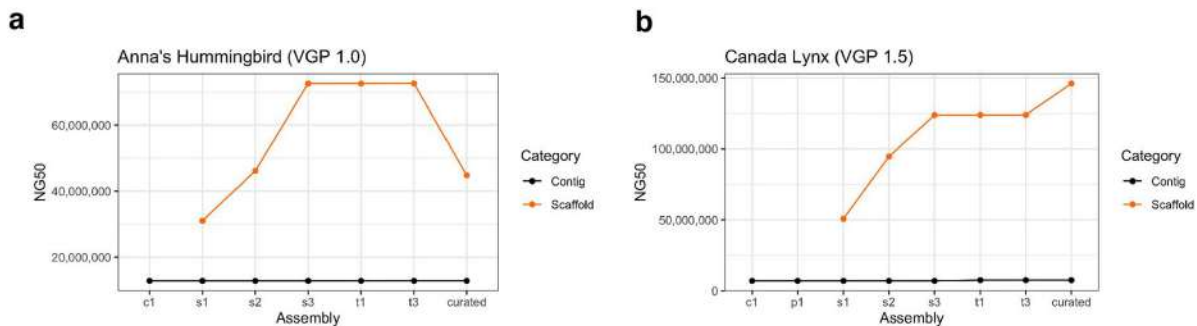 a
Anna's Hummingbird (VGP 1.0)
60,000,000
40,000,000
20,000,000
NG50
c1 s1 s2 s3 t1 t3 curated
Assembly
Category
Contig
Scaffold
b
Canada Lynx (VGP 1.5)
150,000,000
100,000,000
50,000,000
0
NG50
c1 p1 s1 s2 s3 t1 t3 curated
Assembly
Category
Contig
Scaffold